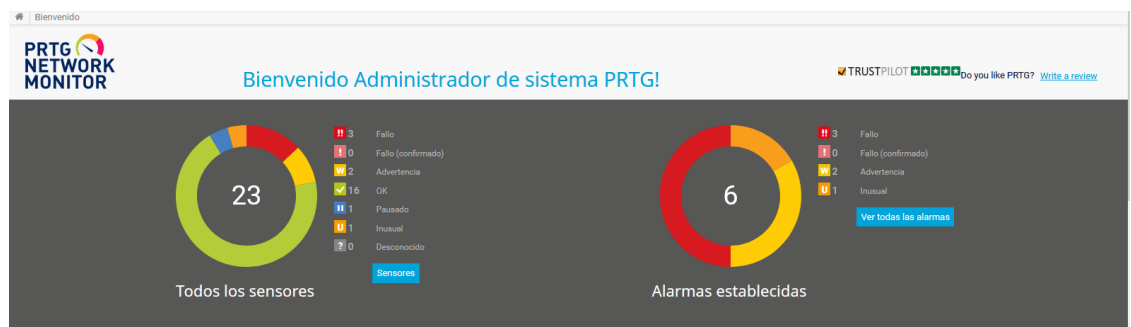 Bienvenido
PRTG
NETWORK
MONITOR
Bienvenido Administrador de sistema PRTG!
TRUSTPILOT Do you like PRTG? Write a review
23
!! 3 Fallo
! 0 Fallo (confirmado)
W 2 Advertencia
16 OK
1 Pausado
U 1 Inusual
? 0 Desconocido
Sensores
Todos los sensores
6
!! 3 Fallo
! 0 Fallo (confirmado)
W 2 Advertencia
U 1 Inusual
Ver todas las alarmas
Alarmas establecidas